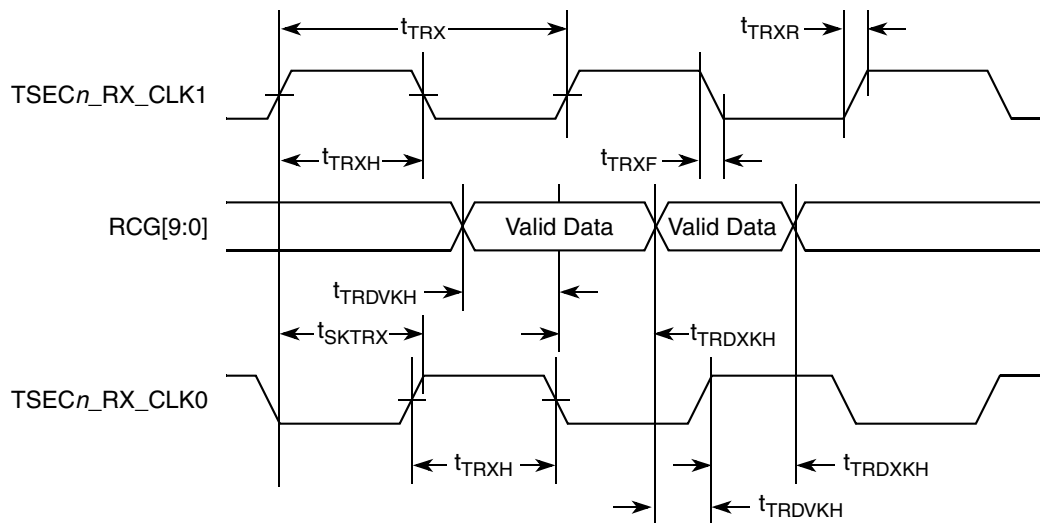 tTRX
tTRXR
TSECn_RX_CLK1
tTRXH
tTRXF
RCG[9:0]
Valid Data
Valid Data
tTRDVKH
tSKTRX
tTRDXKH
TSECn_RX_CLK0
tTRXH
tTRDXKH
tTRDVKH